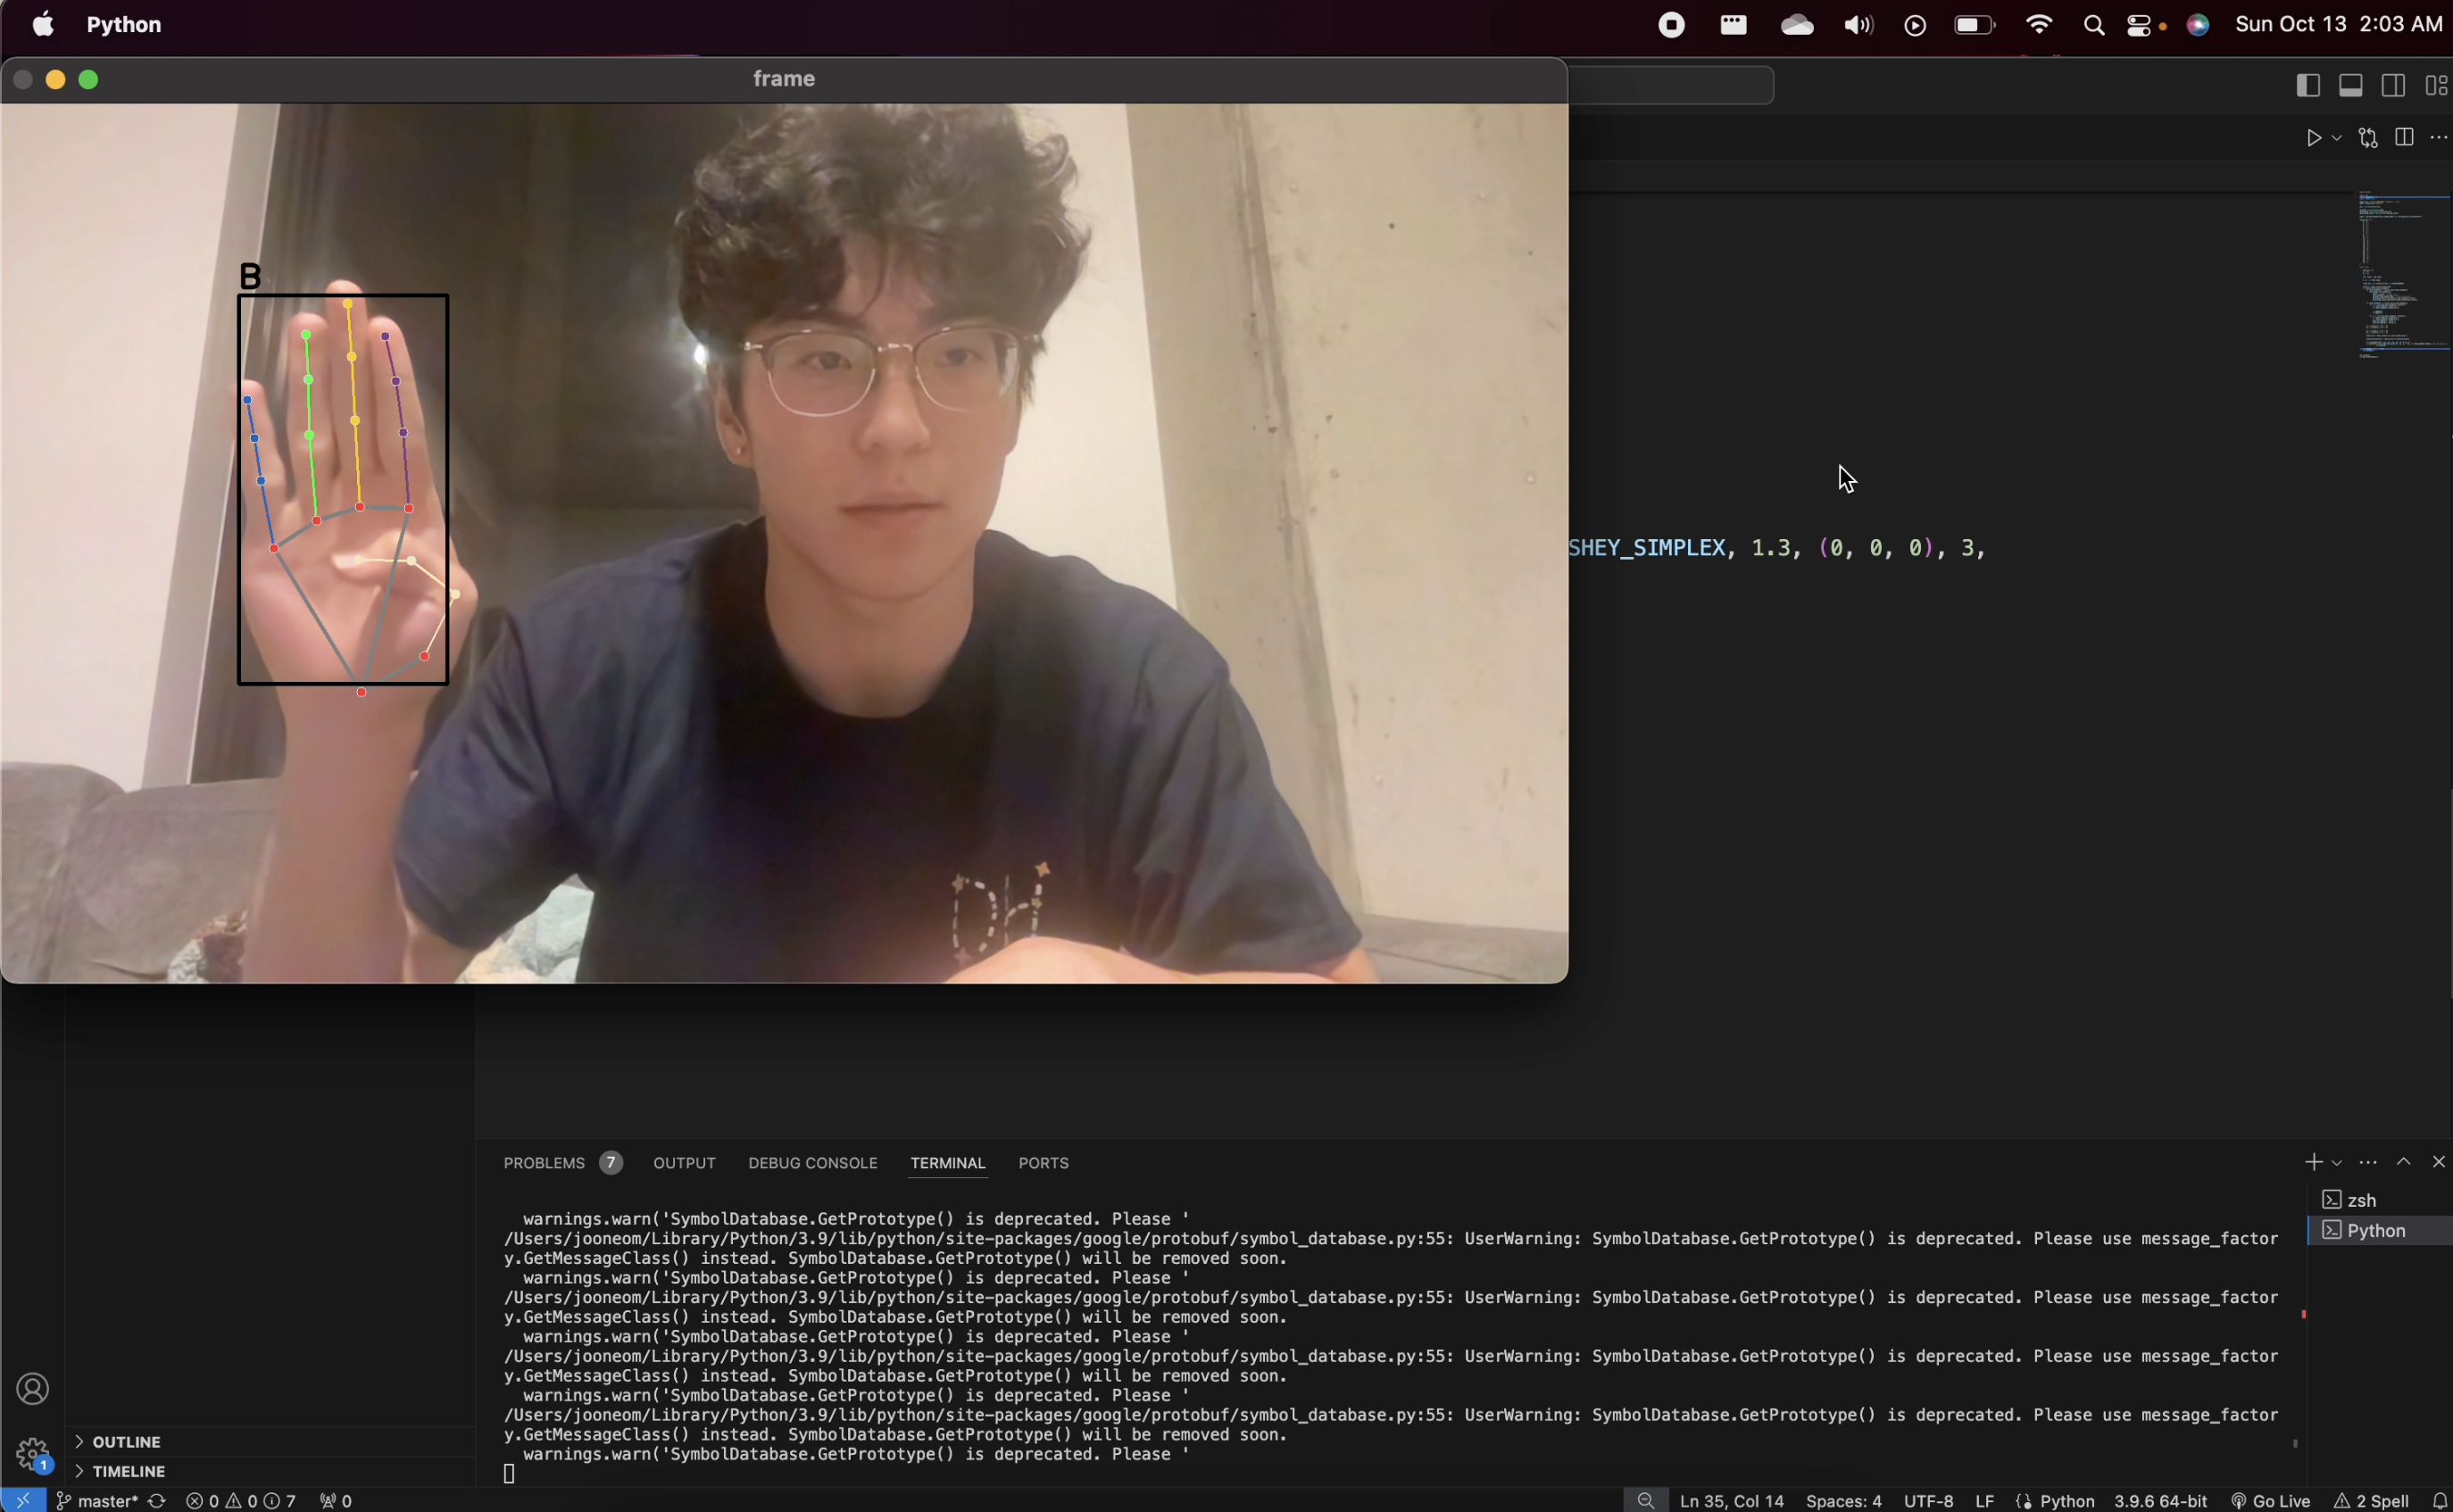 Python
Sun Oct 13 2:03 AM
frame
B
SHEY_SIMPLEX, 1.3, (0, 0, 0), 3,
DH
PROBLEMS 7 OUTPUT DEBUG CONSOLE TERMINAL PORTS
zsh
Python
warnings.warn('SymbolDatabase.GetPrototype() is deprecated. Please '
/Users/jooneom/Library/Python/3.9/lib/python/site-packages/google/protobuf/symbol_database.py:55: UserWarning: SymbolDatabase.GetPrototype() is deprecated. Please use message_factor
y.GetMessageClass() instead. SymbolDatabase.GetPrototype() will be removed soon.
warnings.warn('SymbolDatabase.GetPrototype() is deprecated. Please '
/Users/jooneom/Library/Python/3.9/lib/python/site-packages/google/protobuf/symbol_database.py:55: UserWarning: SymbolDatabase.GetPrototype() is deprecated. Please use message_factor
y.GetMessageClass() instead. SymbolDatabase.GetPrototype() will be removed soon.
warnings.warn('SymbolDatabase.GetPrototype() is deprecated. Please '
/Users/jooneom/Library/Python/3.9/lib/python/site-packages/google/protobuf/symbol_database.py:55: UserWarning: SymbolDatabase.GetPrototype() is deprecated. Please use message_factor
y.GetMessageClass() instead. SymbolDatabase.GetPrototype() will be removed soon.
warnings.warn('SymbolDatabase.GetPrototype() is deprecated. Please '
/Users/jooneom/Library/Python/3.9/lib/python/site-packages/google/protobuf/symbol_database.py:55: UserWarning: SymbolDatabase.GetPrototype() is deprecated. Please use message_factor
y.GetMessageClass() instead. SymbolDatabase.GetPrototype() will be removed soon.
warnings.warn('SymbolDatabase.GetPrototype() is deprecated. Please '
OUTLINE
1
TIMELINE
master* 0 0 7 0 Ln 35, Col 14 Spaces: 4 UTF-8 LF Python 3.9.6 64-bit Go Live 2 Spell